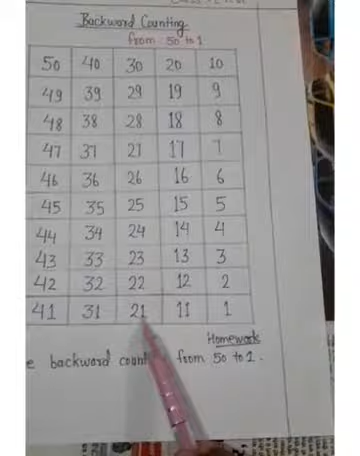 Backward Counting
from 50 to 1
50 40 30 20 10
49 39 29 19 9
48 38 28 18 8
47 37 27 17 7
46 36 26 16 6
45 35 25 15 5
44 34 24 14 4
43 33 23 13 3
42 32 22 12 2
41 31 21 11 1
Homework
backward from 50 to 1.